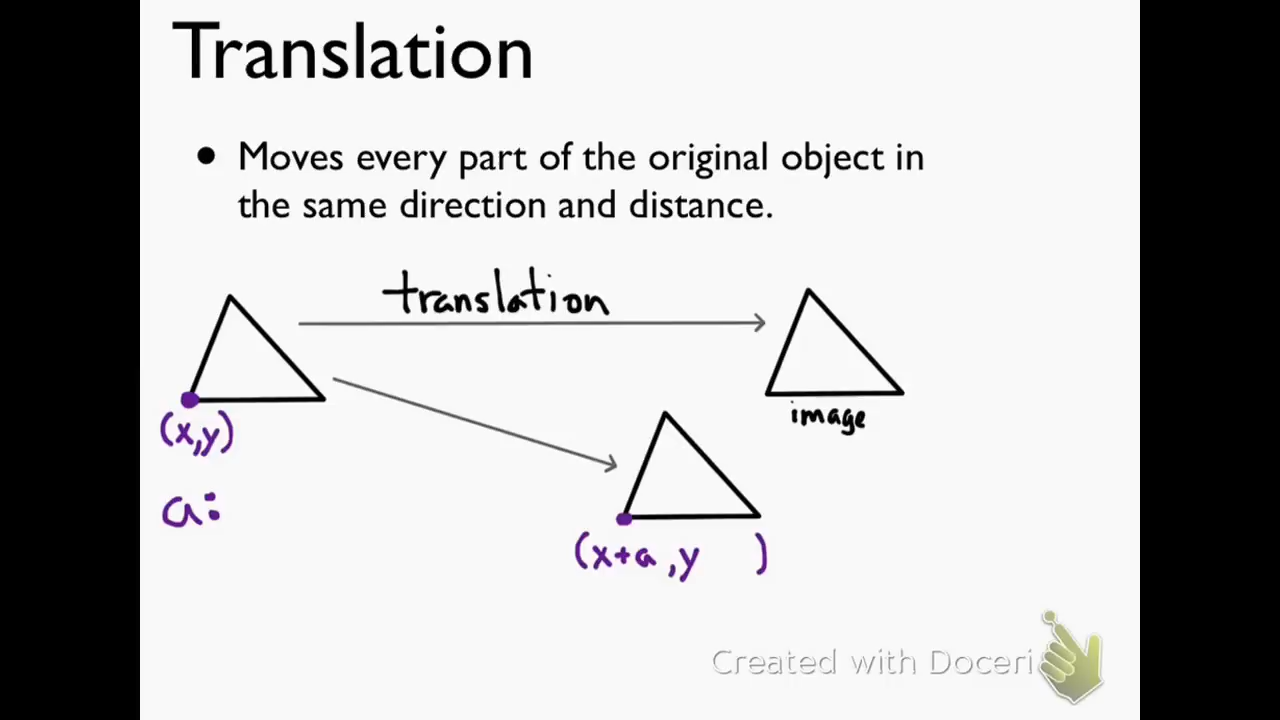 Translation
• Moves every part of the original object in
the same direction and distance.
translation
image
(x,y)
a:
(x+a,y )
Created with Doceri